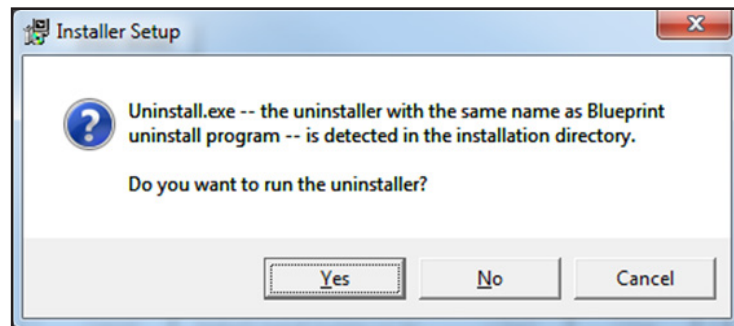 Installer Setup
Uninstall.exe -- the uninstaller with the same name as Blueprint
uninstall program -- is detected in the installation directory.
Do you want to run the uninstaller?
Yes
No
Cancel